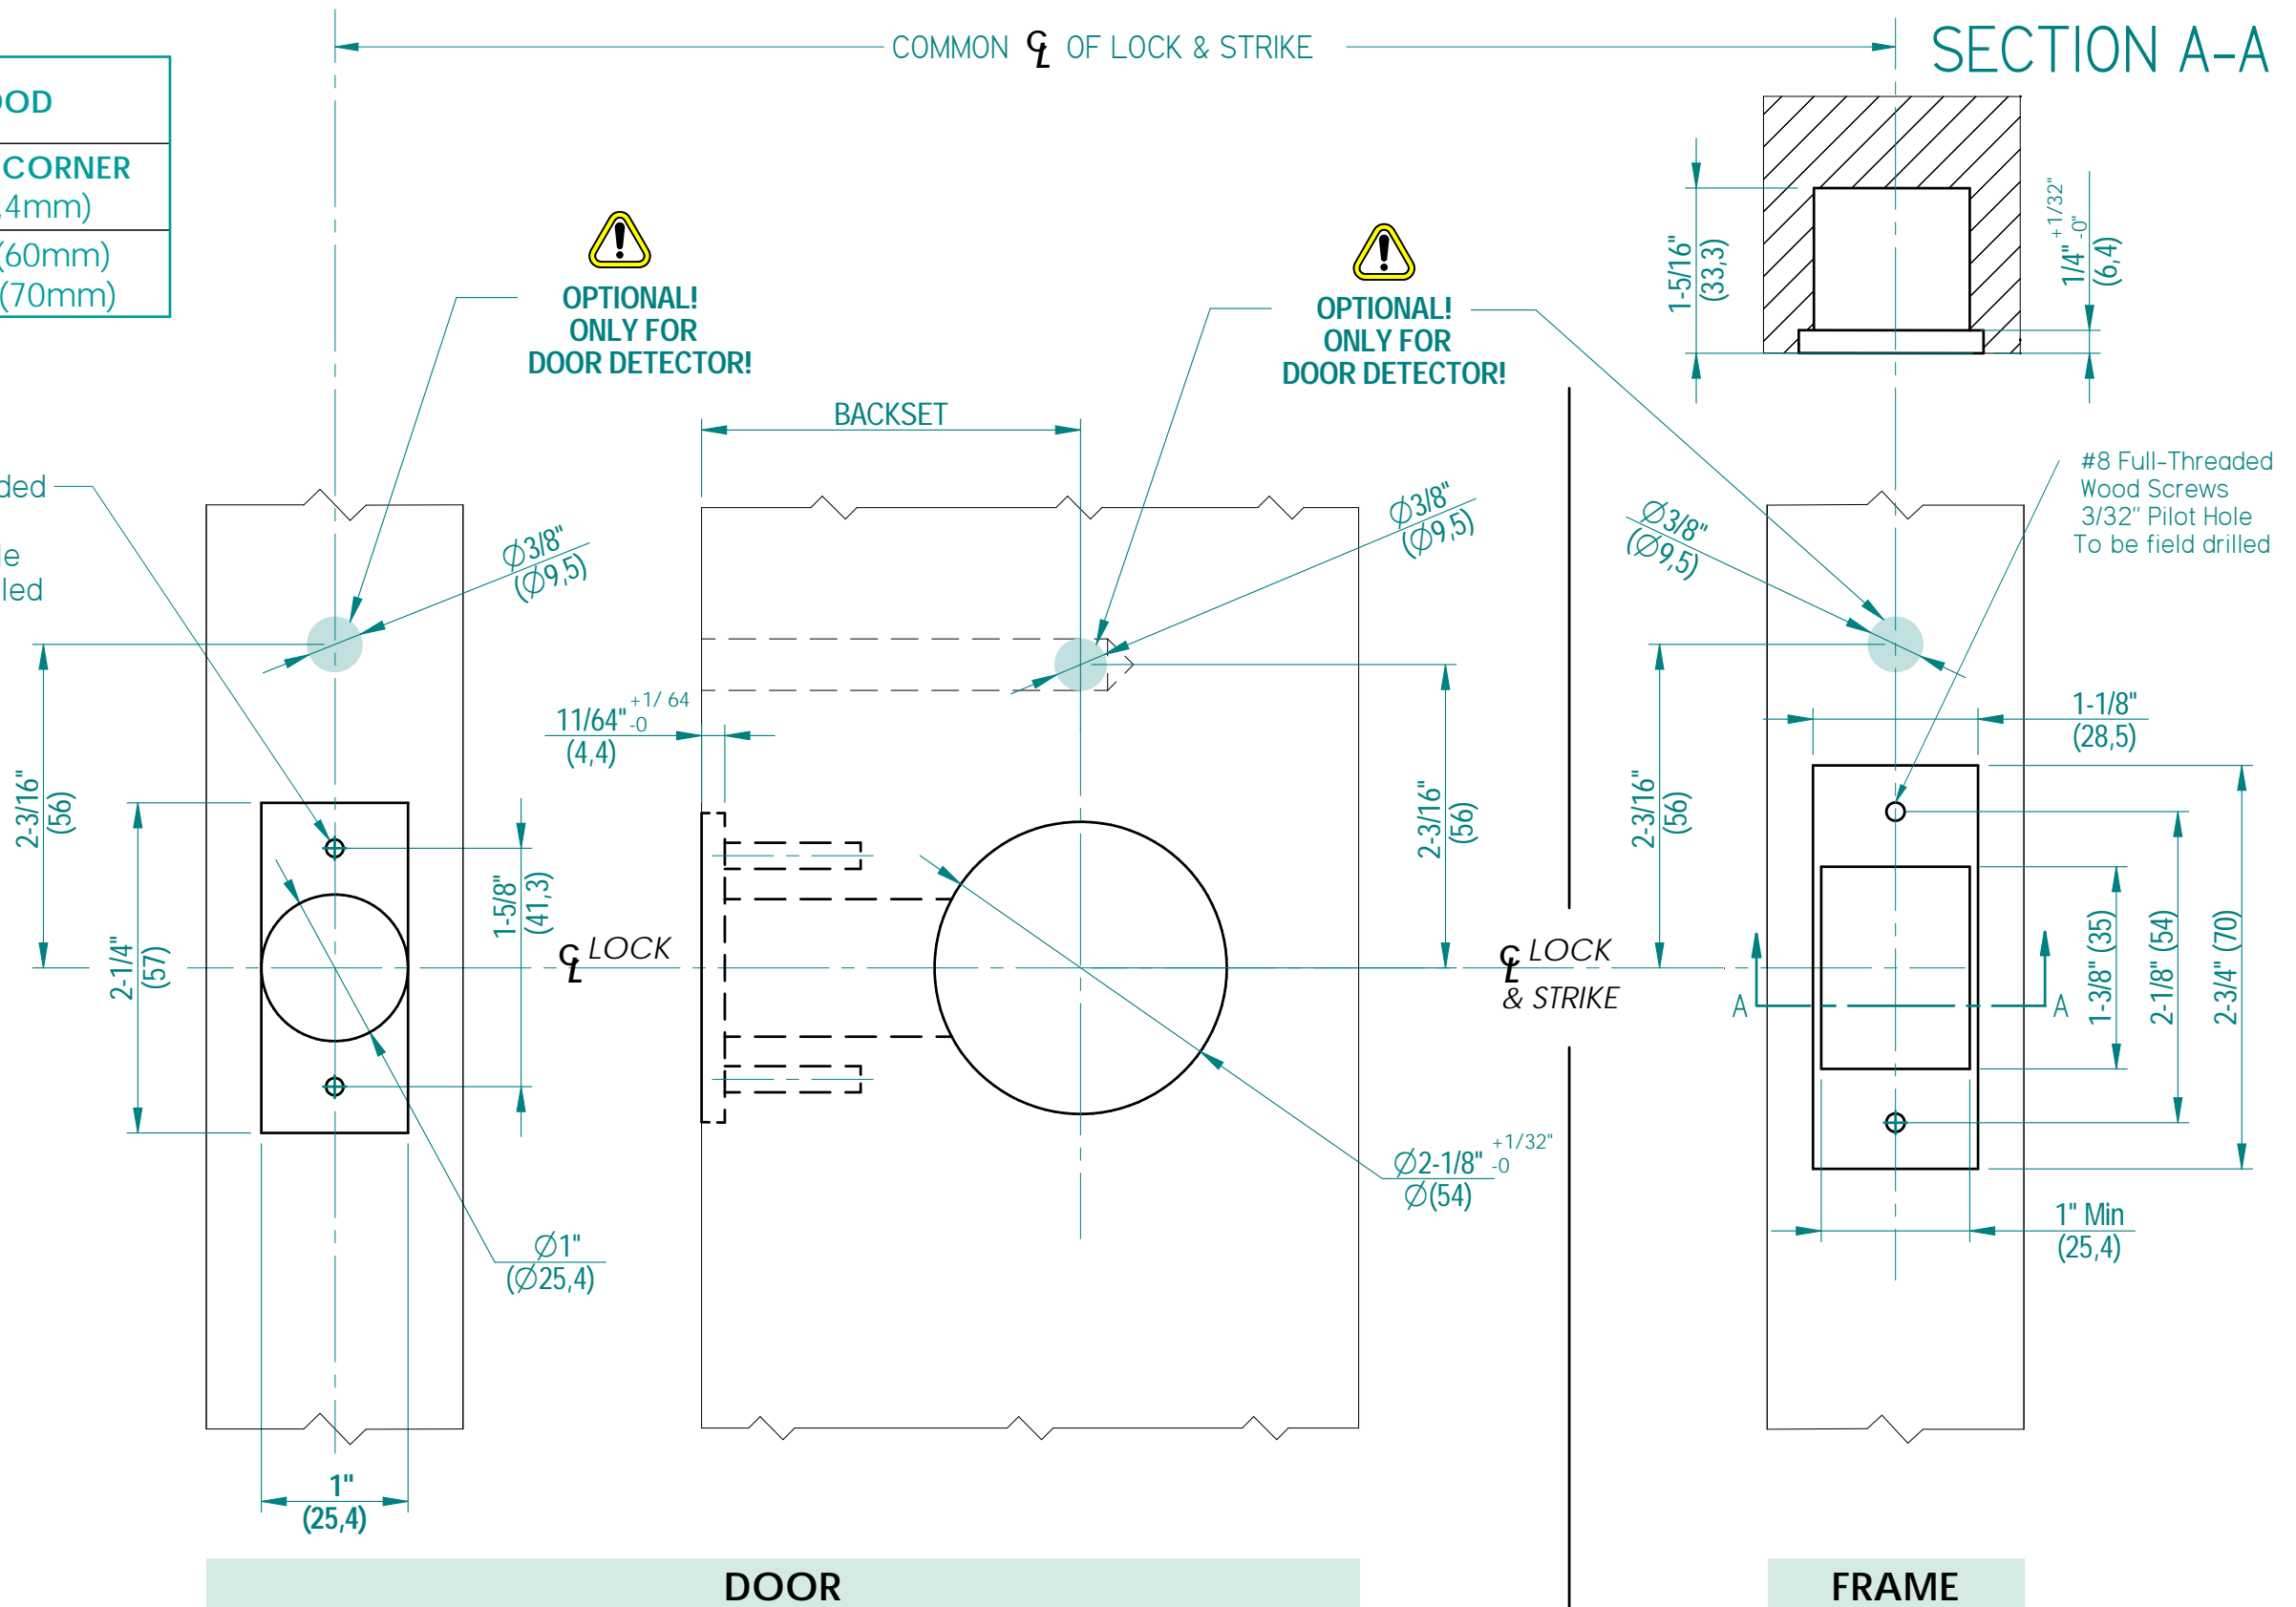 COMMON ℄ OF LOCK & STRIKE
SECTION A-A
CORNER
,4mm)
(60mm)
(70mm)
OPTIONAL!
ONLY FOR
DOOR DETECTOR!
OPTIONAL!
ONLY FOR
DOOR DETECTOR!
1-5/16"
(33,3)
1/4" +1/32" -0"
(6,4)
BACKSET
#8 Full-Threaded
Wood Screws
3/32" Pilot Hole
To be field drilled
Ø3/8"
(Ø9,5)
Ø3/8"
(Ø9,5)
Ø3/8"
(Ø9,5)
11/64" +1/64 -0
(4,4)
1-1/8"
(28,5)
2-3/16"
(56)
2-1/4"
(57)
1-5/8"
(41,3)
℄ LOCK
2-3/16"
(56)
℄ LOCK
& STRIKE
2-3/16"
(56)
A
A
1-3/8" (35)
2-1/8" (54)
2-3/4" (70)
Ø2-1/8" +1/32" -0
Ø(54)
Ø1"
(Ø25,4)
1" Min
(25,4)
1"
(25,4)
DOOR
FRAME